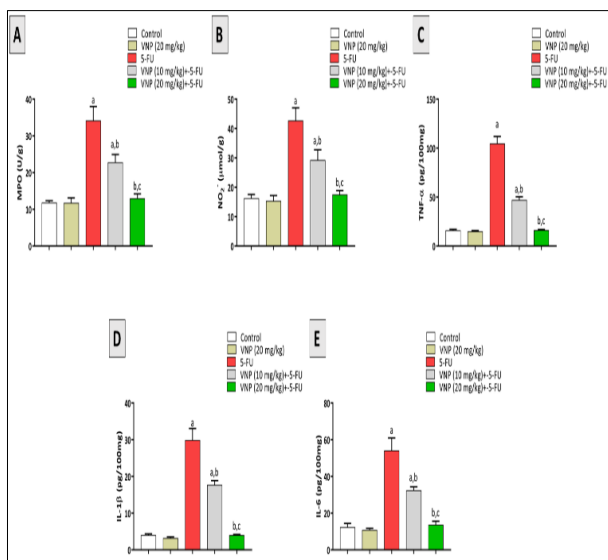 A
Control
VNP (20 mg/kg)
5-FU
VNP (10 mg/kg)+-5-FU
VNP (20 mg/kg)+-5-FU
MPO (U/g)
40
30
20
10
0
a
a,b
b,c
B
Control
VNP (20 mg/kg)
5-FU
VNP (10 mg/kg)+-5-FU
VNP (20 mg/kg)+-5-FU
NO₂⁻ (μmol/g)
50
40
30
20
10
0
a
a,b
b,c
C
Control
VNP (20 mg/kg)
5-FU
VNP (10 mg/kg)+-5-FU
VNP (20 mg/kg)+-5-FU
TNF-α (pg/100mg)
150
100
50
0
a
a,b
b,c
D
Control
VNP (20 mg/kg)
5-FU
VNP (10 mg/kg)+-5-FU
VNP (20 mg/kg)+-5-FU
IL-1β (pg/100mg)
40
30
20
10
0
a
a,b
b,c
E
Control
VNP (20 mg/kg)
5-FU
VNP (10 mg/kg)+-5-FU
VNP (20 mg/kg)+-5-FU
IL-6 (pg/100mg)
80
60
40
20
0
a
a,b
b,c